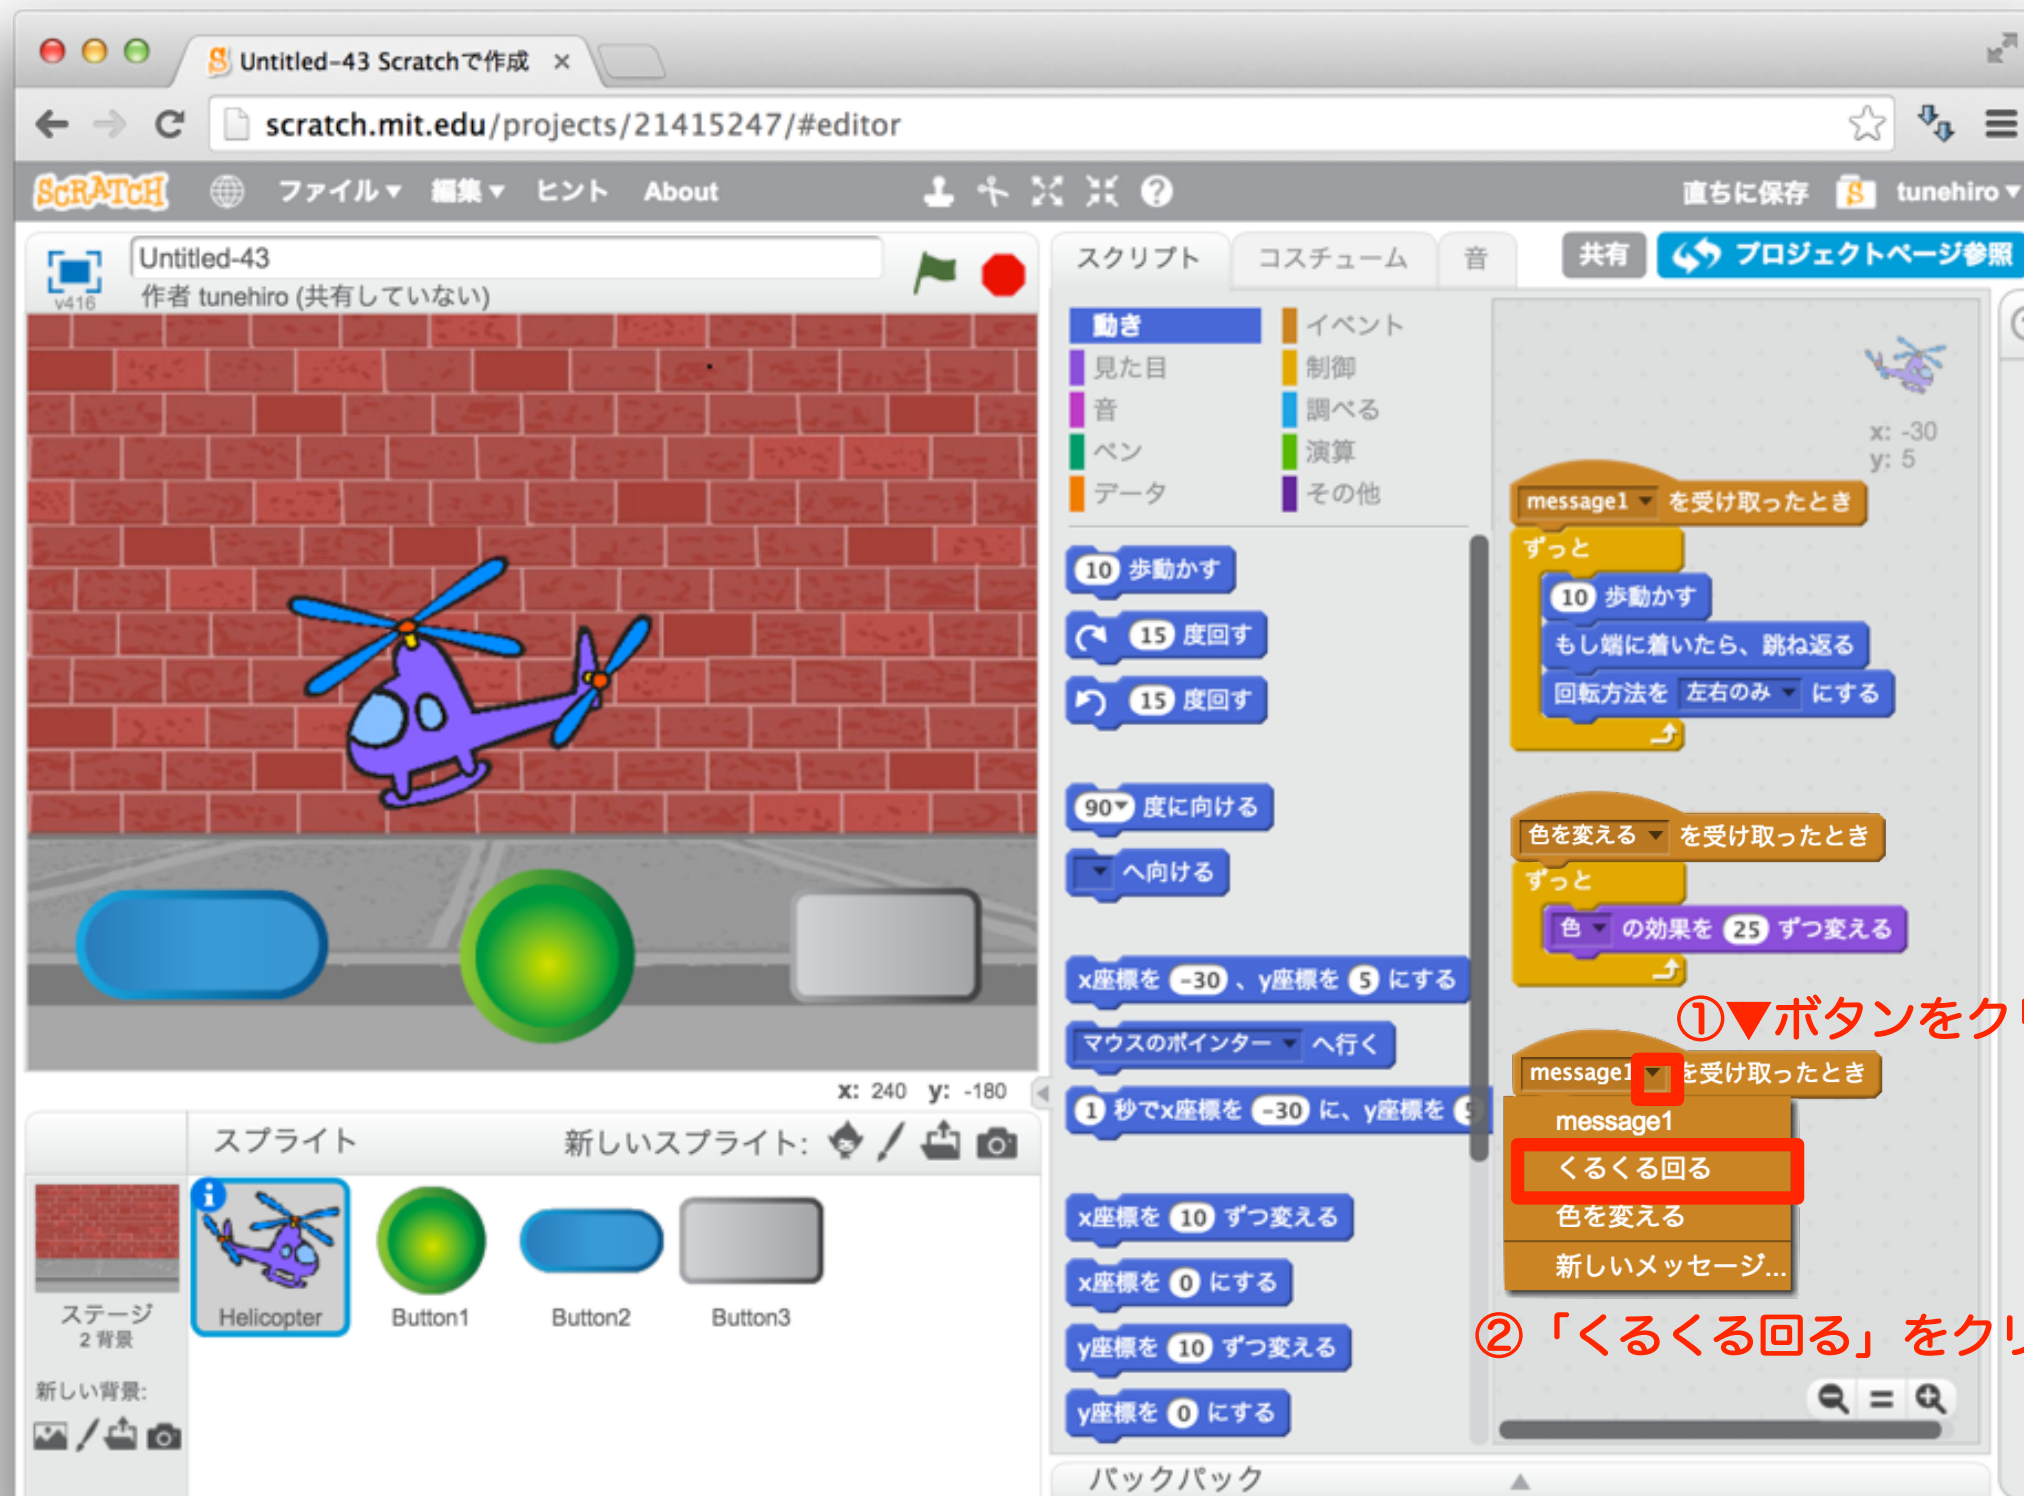 Untitled-43 Scratchで作成 ×
scratch.mit.edu/projects/21415247/#editor
SCRATCH ファイル▼ 編集▼ ヒント About 直ちに保存 tunehiro▼
v416
Untitled-43
作者 tunehiro (共有していない)
スクリプト コスチューム 音
共有 プロジェクトページ参照
動き イベント
見た目 制御
音 調べる
ペン 演算
データ その他
10 歩動かす
15 度回す
15 度回す
90▼ 度に向ける
▼ へ向ける
x座標を -30 、y座標を 5 にする
マウスのポインター ▼ へ行く
1 秒でx座標を -30 に、y座標を 5
x座標を 10 ずつ変える
x座標を 0 にする
y座標を 10 ずつ変える
y座標を 0 にする
x: -30
y: 5
message1 ▼ を受け取ったとき
ずっと
10 歩動かす
もし端に着いたら、跳ね返る
回転方法を 左右のみ ▼ にする
色を変える ▼ を受け取ったとき
ずっと
色 ▼ の効果を 25 ずつ変える
①▼ボタンをクリ
message1 ▼ を受け取ったとき
message1
くるくる回る
色を変える
新しいメッセージ...
②「くるくる回る」をクリ
x: 240 y: -180
スプライト 新しいスプライト:
ステージ
2 背景
新しい背景:
Helicopter Button1 Button2 Button3
バックパック